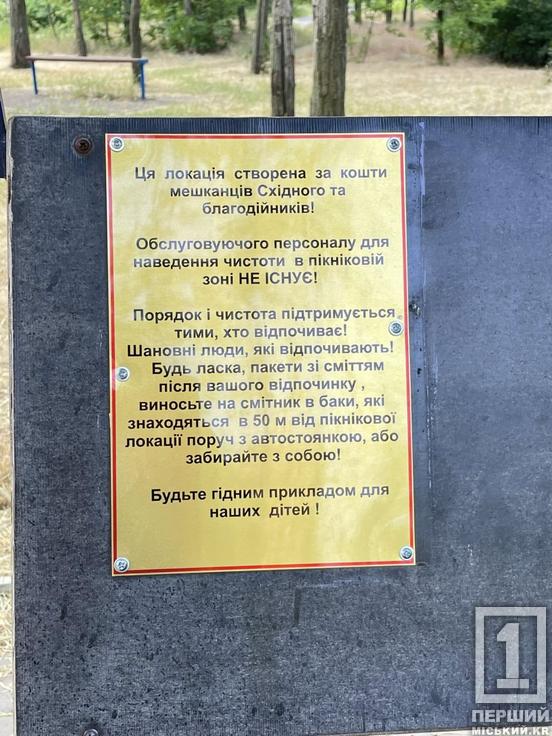 Ця локація створена за кошти
мешканців Східного та
благодійників!
Обслуговуючого персоналу для
наведення чистоти в пікніковій
зоні НЕ ІСНУЄ!
Порядок і чистота підтримується
тими, хто відпочиває!
Шановні люди, які відпочивають!
Будь ласка, пакети зі сміттям
після вашого відпочинку ,
виносьте на смітник в баки, які
знаходяться в 50 м від пікнікової
локації поруч з автостоянкою, або
забирайте з собою!
Будьте гідним прикладом для
наших дітей !
1
ПЕРШИЙ
МІСЬКИЙ.KR